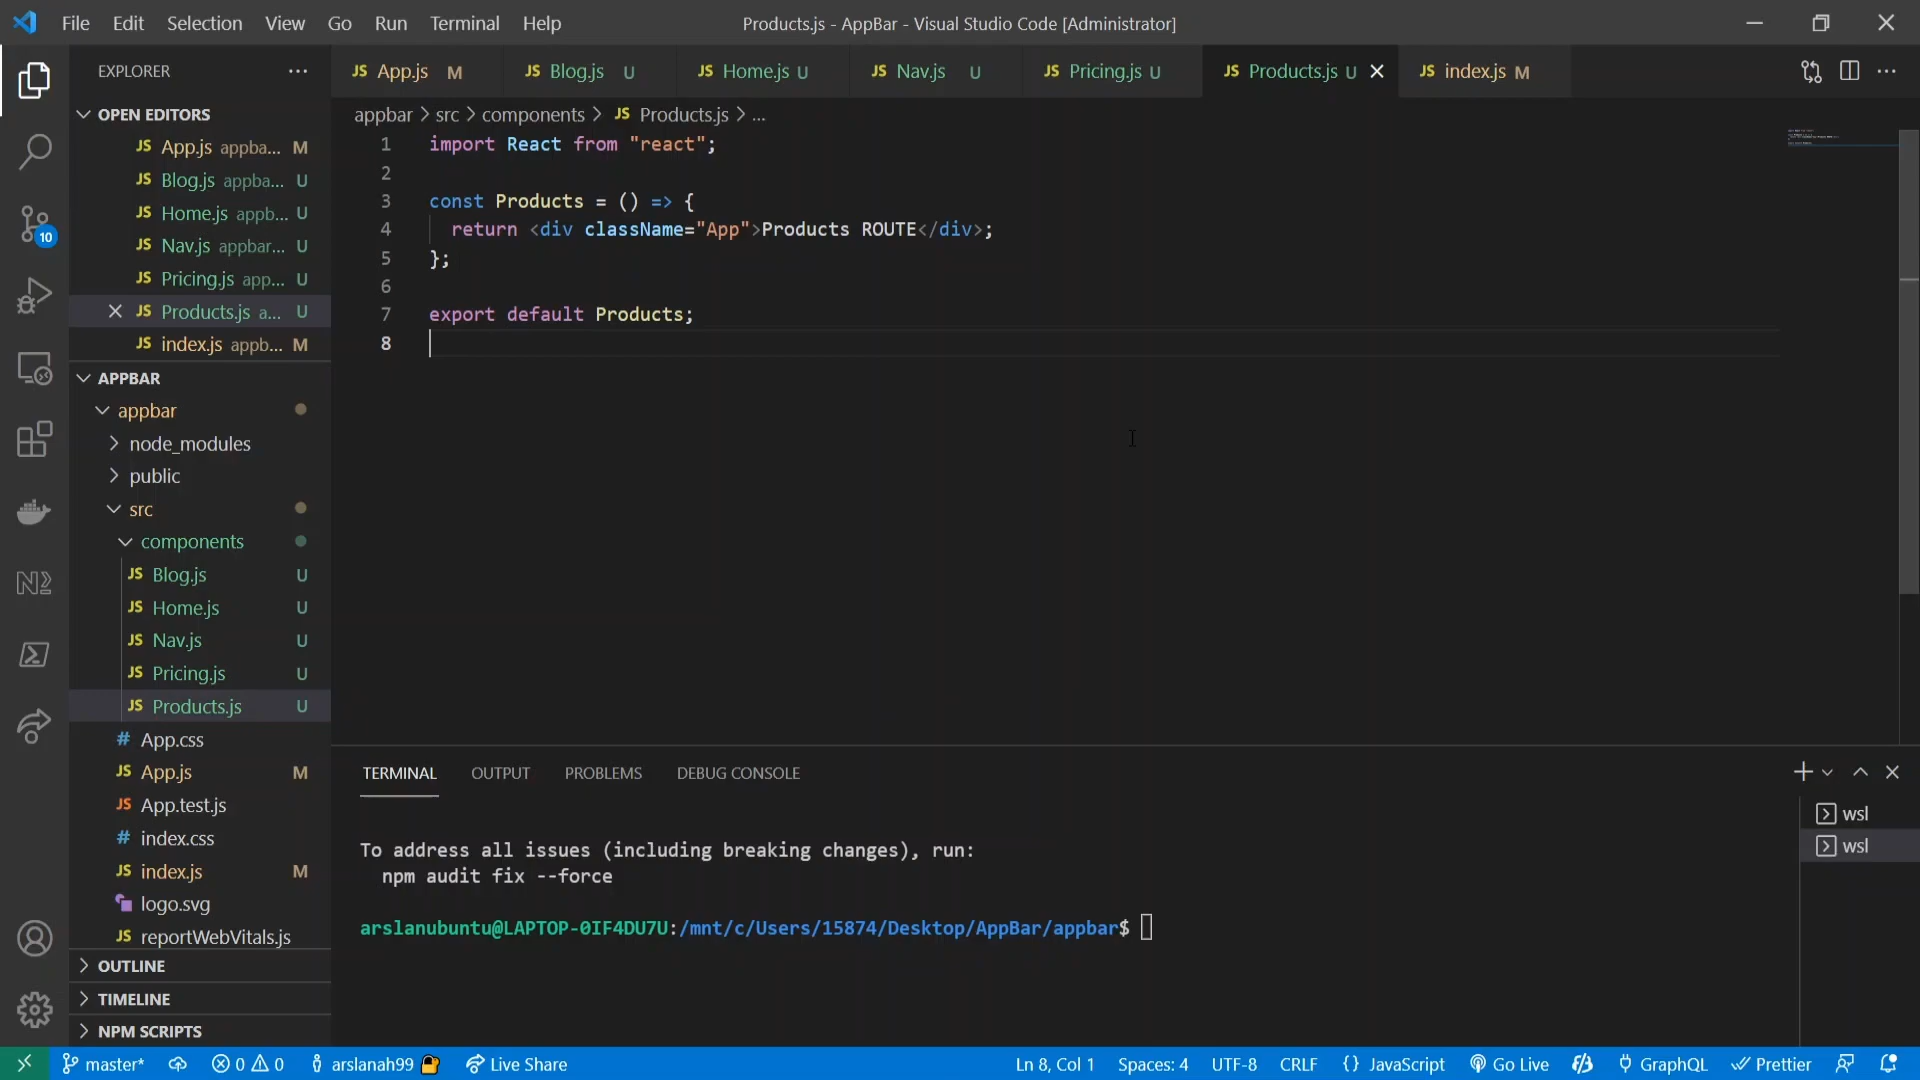 File Edit Selection View Go Run Terminal Help
Products.js - AppBar - Visual Studio Code [Administrator]
EXPLORER
OPEN EDITORS
JS App.js appba... M
JS Blog.js appba... U
JS Home.js appb... U
JS Nav.js appbar... U
JS Pricing.js app... U
JS Products.js a... U
JS index.js appb... M
APPBAR
appbar
node_modules
public
src
components
JS Blog.js U
JS Home.js U
JS Nav.js U
JS Pricing.js U
JS Products.js U
# App.css
JS App.js M
JS App.test.js
# index.css
JS index.js M
logo.svg
JS reportWebVitals.js
OUTLINE
TIMELINE
NPM SCRIPTS
10
JS App.js M JS Blog.js U JS Home.js U JS Nav.js U JS Pricing.js U JS Products.js U JS index.js M
appbar > src > components > JS Products.js > ...
1 import React from "react";
2
3 const Products = () => {
4 return <div className="App">Products ROUTE</div>;
5 };
6
7 export default Products;
8
TERMINAL OUTPUT PROBLEMS DEBUG CONSOLE
wsl
wsl
To address all issues (including breaking changes), run:
npm audit fix --force
arslanubuntu@LAPTOP-0IF4DU7U:/mnt/c/Users/15874/Desktop/AppBar/appbar$
master* 0 0 arslanah99 Live Share Ln 8, Col 1 Spaces: 4 UTF-8 CRLF {} JavaScript Go Live GraphQL Prettier